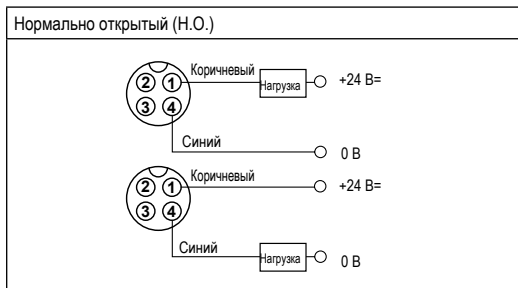 Нормально открытый (Н.О.)
Коричневый
2 1 Нагрузка +24 В=
3 4
Синий
0 В
Коричневый
2 1 +24 В=
3 4
Синий
Нагрузка 0 В